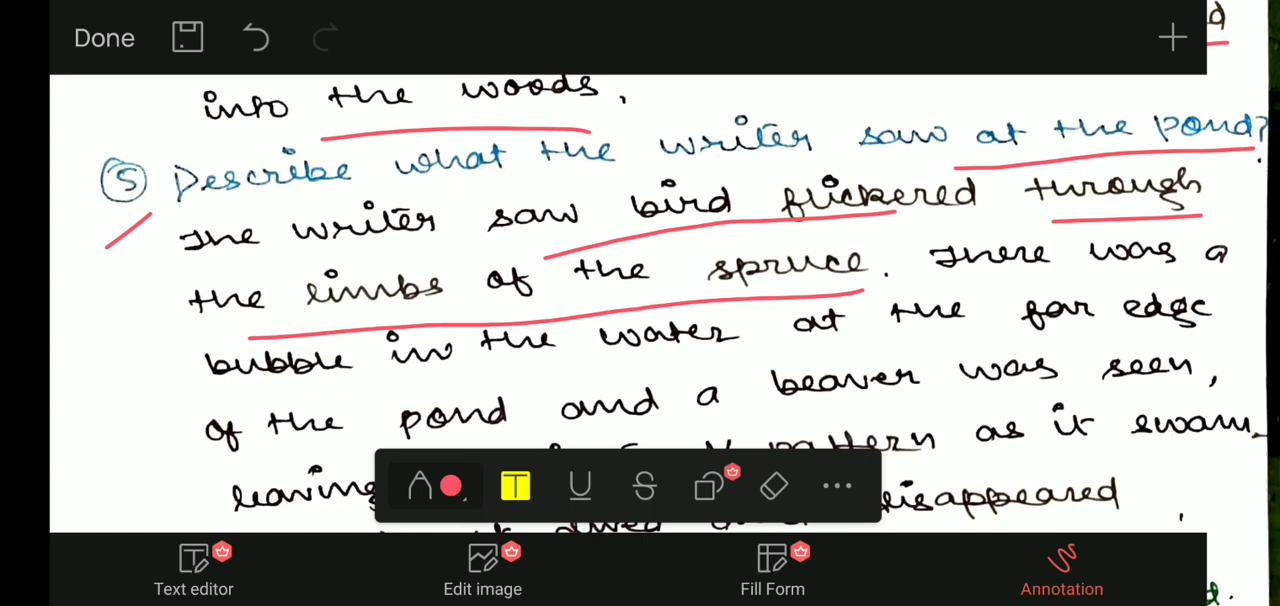 Done
d
into the woods.
5 Describe what the writer saw at the pond?
The writer saw bird flickered through
the limbs of the spruce. There was a
bubble in the water at the far edge
of the pond and a beaver was seen,
leaving pattern as it swam.
disappeared
Text editor
Edit image
Fill Form
Annotation